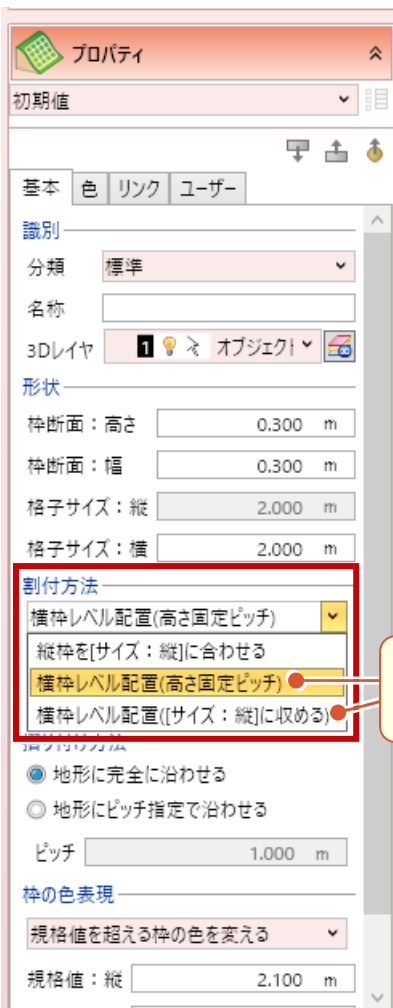 プロパティ
初期値
基本 色 リンク ユーザー
識別
分類 標準
名称
3Dレイヤ 1 オブジェクト
形状
枠断面：高さ 0.300 m
枠断面：幅 0.300 m
格子サイズ：縦 2.000 m
格子サイズ：横 2.000 m
割付方法
横枠レベル配置(高さ固定ピッチ)
縦枠を[サイズ：縦]に合わせる
横枠レベル配置(高さ固定ピッチ)
横枠レベル配置([サイズ：縦]に収める)
摺り付け方法
地形に完全に沿わせる
地形にピッチ指定で沿わせる
ピッチ 1.000 m
枠の色表現
規格値を超える枠の色を変える
規格値：縦 2.100 m